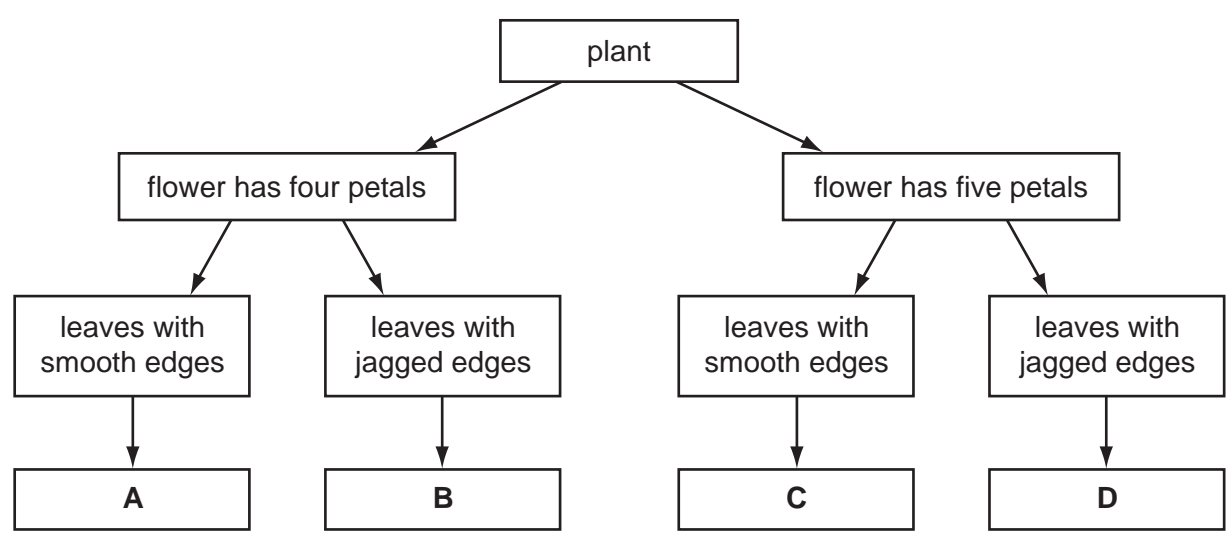 plant
flower has four petals
flower has five petals
leaves with
smooth edges
leaves with
jagged edges
leaves with
smooth edges
leaves with
jagged edges
A
B
C
D